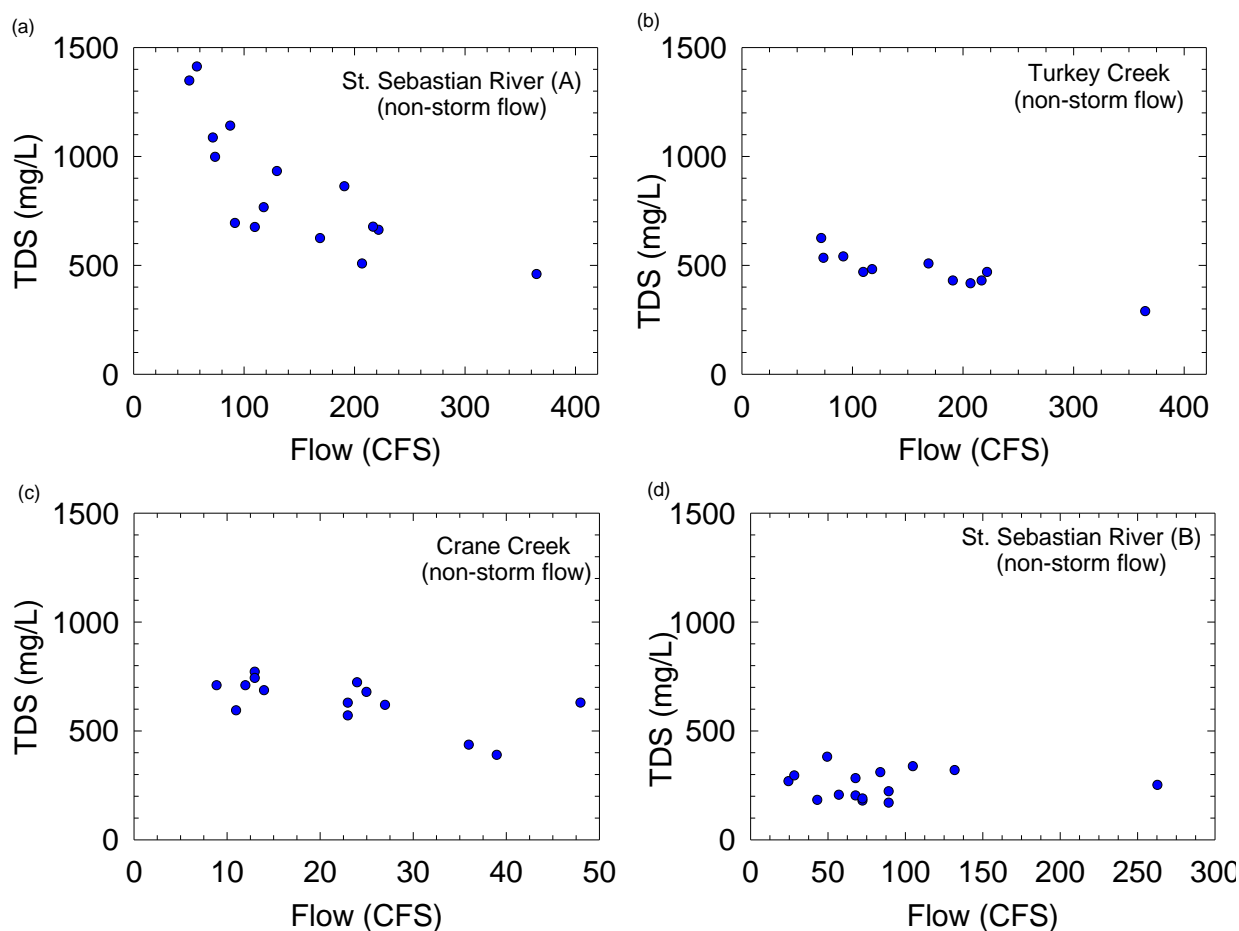 (a)
1500
1000
500
0
TDS (mg/L)
St. Sebastian River (A)
(non-storm flow)
0 100 200 300 400
Flow (CFS)
(b)
1500
1000
500
0
TDS (mg/L)
Turkey Creek
(non-storm flow)
0 100 200 300 400
Flow (CFS)
(c)
1500
1000
500
0
TDS (mg/L)
Crane Creek
(non-storm flow)
0 10 20 30 40 50
Flow (CFS)
(d)
1500
1000
500
0
TDS (mg/L)
St. Sebastian River (B)
(non-storm flow)
0 50 100 150 200 250 300
Flow (CFS)